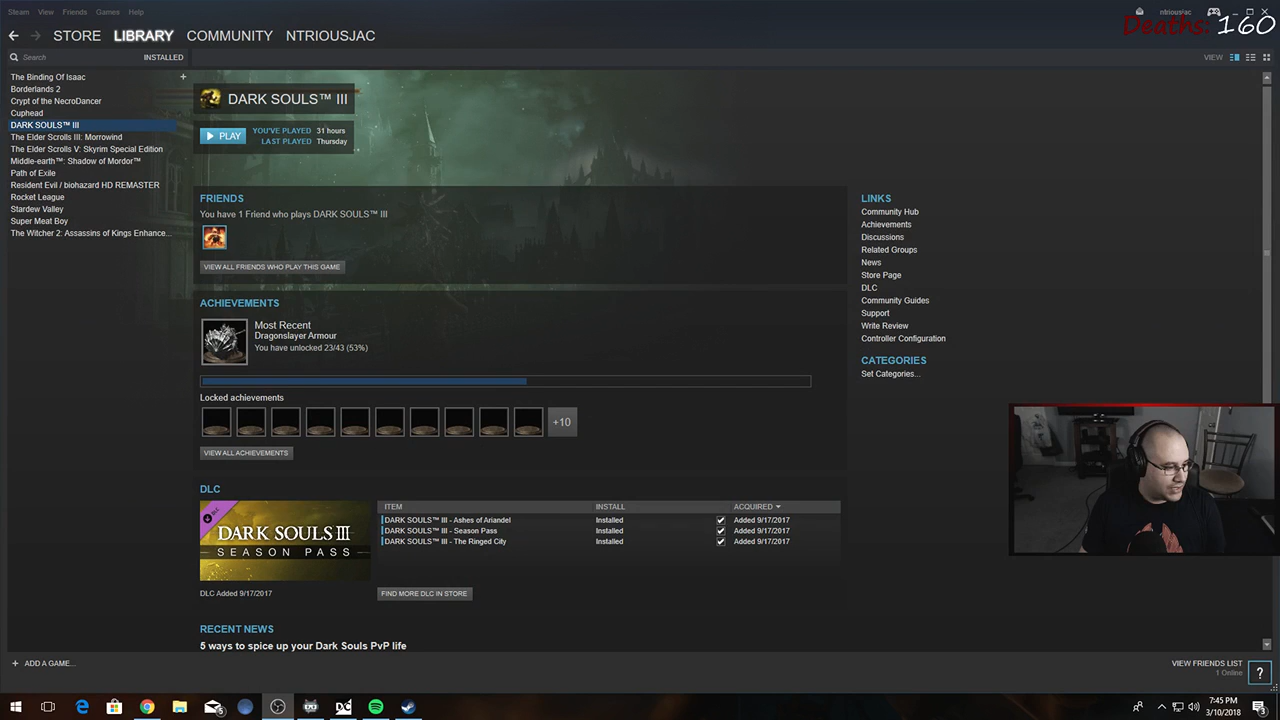 Steam View Friends Games Help
ntriousjac
Deaths: 160
STORE LIBRARY COMMUNITY NTRIOUSJAC
Search INSTALLED
VIEW
The Binding Of Isaac
Borderlands 2
Crypt of the NecroDancer
Cuphead
DARK SOULS™ III
The Elder Scrolls III: Morrowind
The Elder Scrolls V: Skyrim Special Edition
Middle-earth™: Shadow of Mordor™
Path of Exile
Resident Evil / biohazard HD REMASTER
Rocket League
Stardew Valley
Super Meat Boy
The Witcher 2: Assassins of Kings Enhance...
DARK SOULS™ III
PLAY
YOU'VE PLAYED 31 hours
LAST PLAYED Thursday
FRIENDS
You have 1 Friend who plays DARK SOULS™ III
VIEW ALL FRIENDS WHO PLAY THIS GAME
ACHIEVEMENTS
Most Recent
Dragonslayer Armour
You have unlocked 23/43 (53%)
Locked achievements
+10
VIEW ALL ACHIEVEMENTS
DLC
DLC
DARK SOULS III
SEASON PASS
DLC Added 9/17/2017
ITEM INSTALL ACQUIRED
DARK SOULS™ III - Ashes of Ariandel Installed Added 9/17/2017
DARK SOULS™ III - Season Pass Installed Added 9/17/2017
DARK SOULS™ III - The Ringed City Installed Added 9/17/2017
FIND MORE DLC IN STORE
RECENT NEWS
5 ways to spice up your Dark Souls PvP life
LINKS
Community Hub
Achievements
Discussions
Related Groups
News
Store Page
DLC
Community Guides
Support
Write Review
Controller Configuration
CATEGORIES
Set Categories...
+ ADD A GAME...
VIEW FRIENDS LIST
1 Online
?
5
7:45 PM
3/10/2018
3